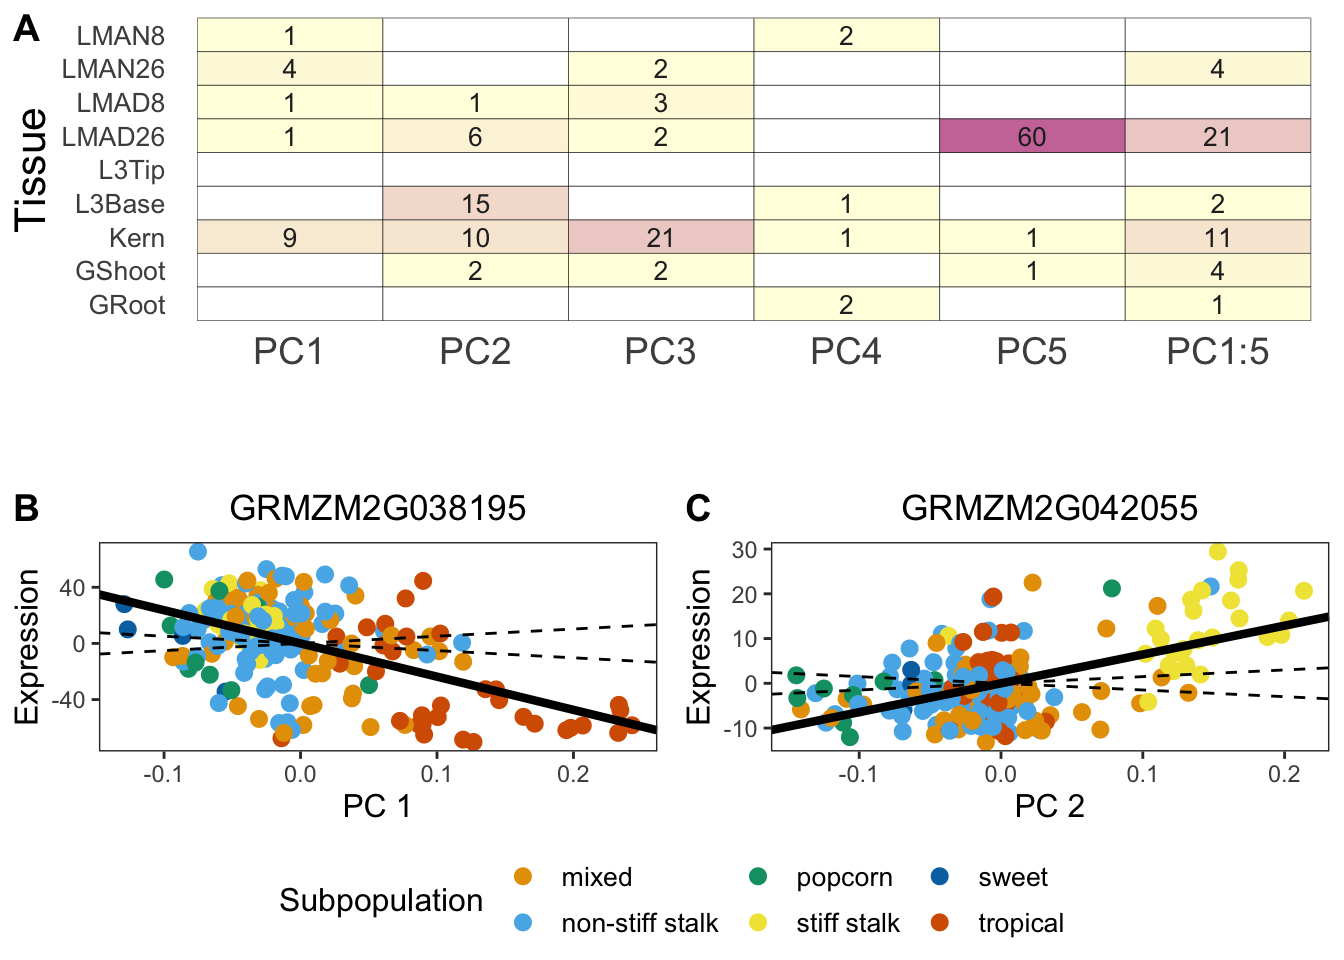 A
Tissue
LMAN8 1 2
LMAN26 4 2 4
LMAD8 1 1 3
LMAD26 1 6 2 60 21
L3Tip
L3Base 15 1 2
Kern 9 10 21 1 1 11
GShoot 2 2 1 4
GRoot 2 1
PC1 PC2 PC3 PC4 PC5 PC1:5
B GRMZM2G038195
Expression
40
0
-40
-0.1 0.0 0.1 0.2
PC 1
C GRMZM2G042055
Expression
30
20
10
0
-10
-0.1 0.0 0.1 0.2
PC 2
Subpopulation
mixed popcorn sweet
non-stiff stalk stiff stalk tropical